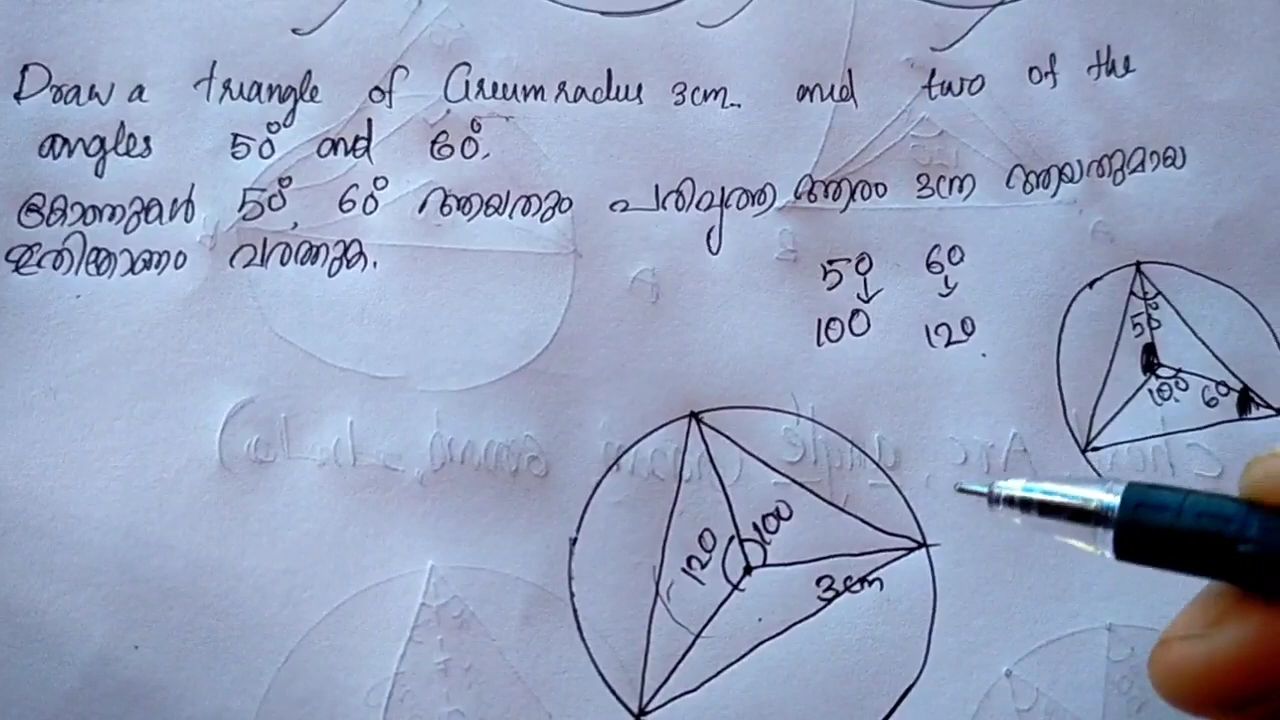 Draw a triangle of Circumradius 3cm. and two of the
angles 50° and 60°.
കോണുകൾ 50°, 60° ആയതും പരിവൃത്ത ആരം 3cm ആയതുമായ
ത്രികോണം വരയ്ക്കുക.
50 60
100 120
50
100 60
120 100
3cm